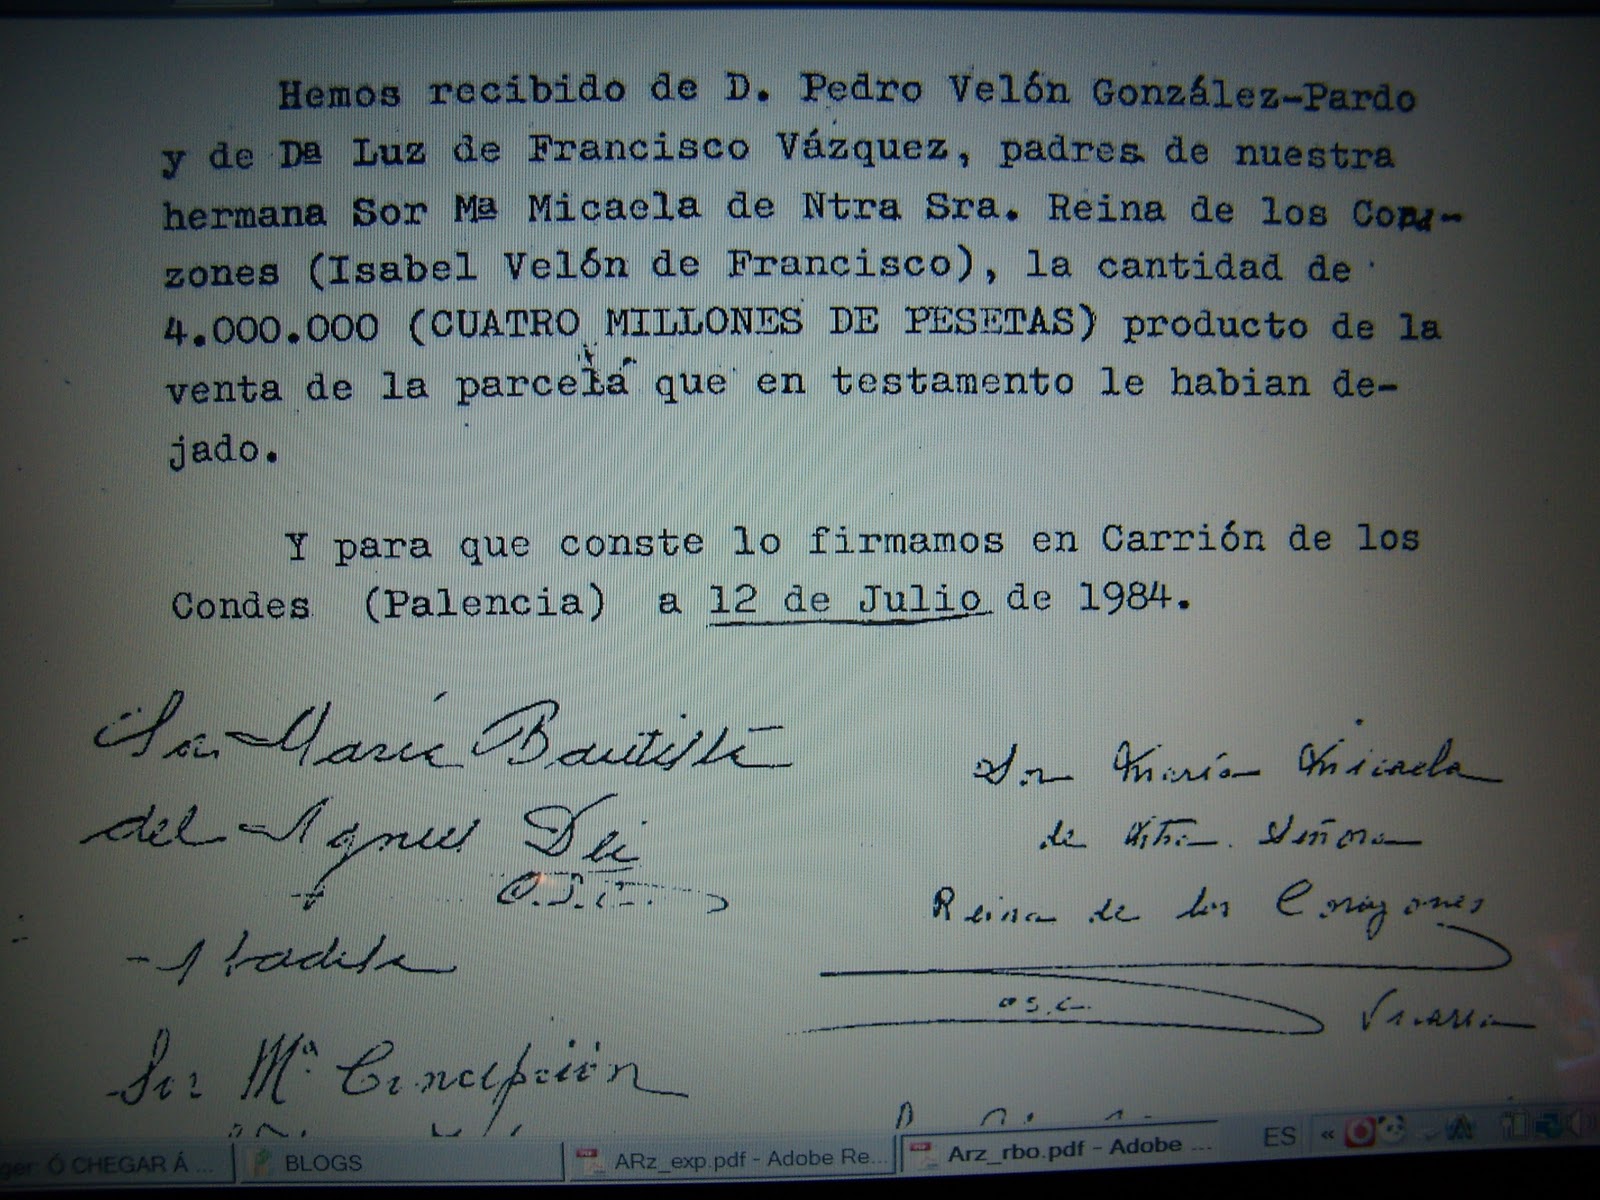 Hemos recibido de D. Pedro Velón González-Pardo
y de Dª Luz de Francisco Vázquez, padres de nuestra
hermana Sor Mª Micaela de Ntra Sra. Reina de los Cora-
zones (Isabel Velón de Francisco), la cantidad de
4.000.000 (CUATRO MILLONES DE PESETAS) producto de la
venta de la parcela que en testamento le habian de-
jado.
Y para que conste lo firmamos en Carrión de los
Condes (Palencia) a 12 de Julio de 1984.
Sor María Bautista
del Agnus Dei
O.S.C.
Abadesa
Sor María Micaela
de Ntra. Señora
Reina de los Corazones
O.S.C. Vicaria
Sor Mª Concepción
ger: Ó CHEGAR Á ...
BLOGS
ARz_exp.pdf - Adobe Re...
Arz_rbo.pdf - Adobe ...
ES «